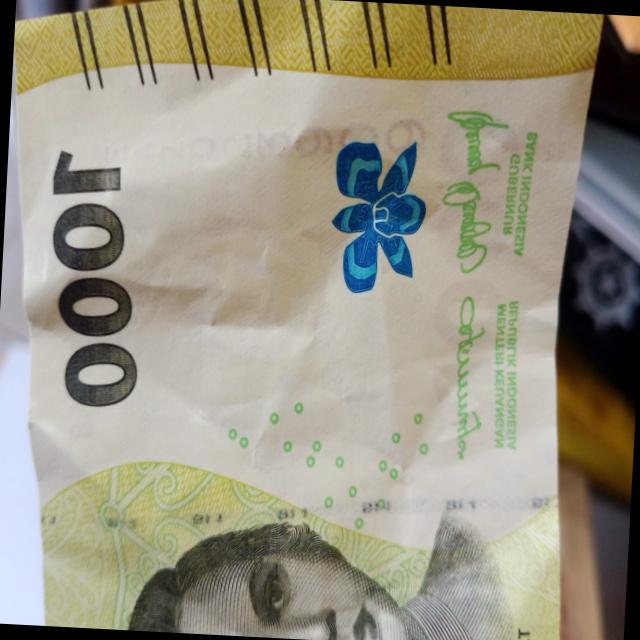 1000
BANK INDONESIA
GUBERNUR
REPUBLIK INDONESIA
MENTERI KEUANGAN